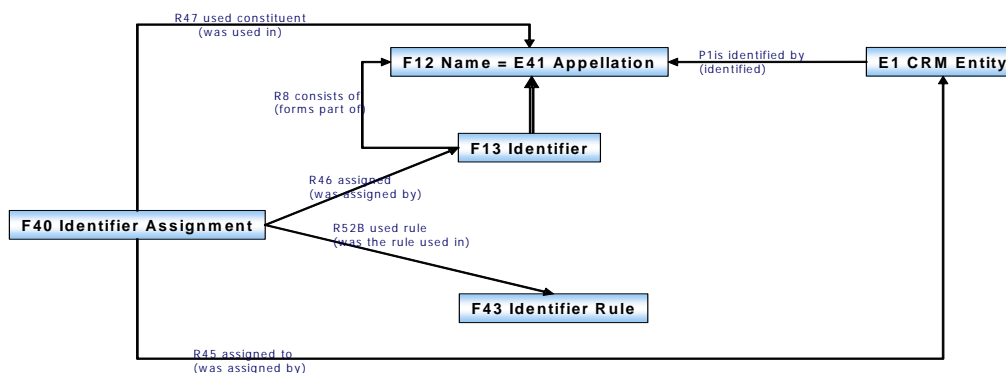 R47 used constituent
(was used in)
F12 Name = E41 Appellation
P1is identified by
(identified)
E1 CRM Entity
R8 consists of
(forms part of)
F13 Identifier
R46 assigned
(was assigned by)
F40 Identifier Assignment
R52B used rule
(was the rule used in)
F43 Identifier Rule
R45 assigned to
(was assigned by)